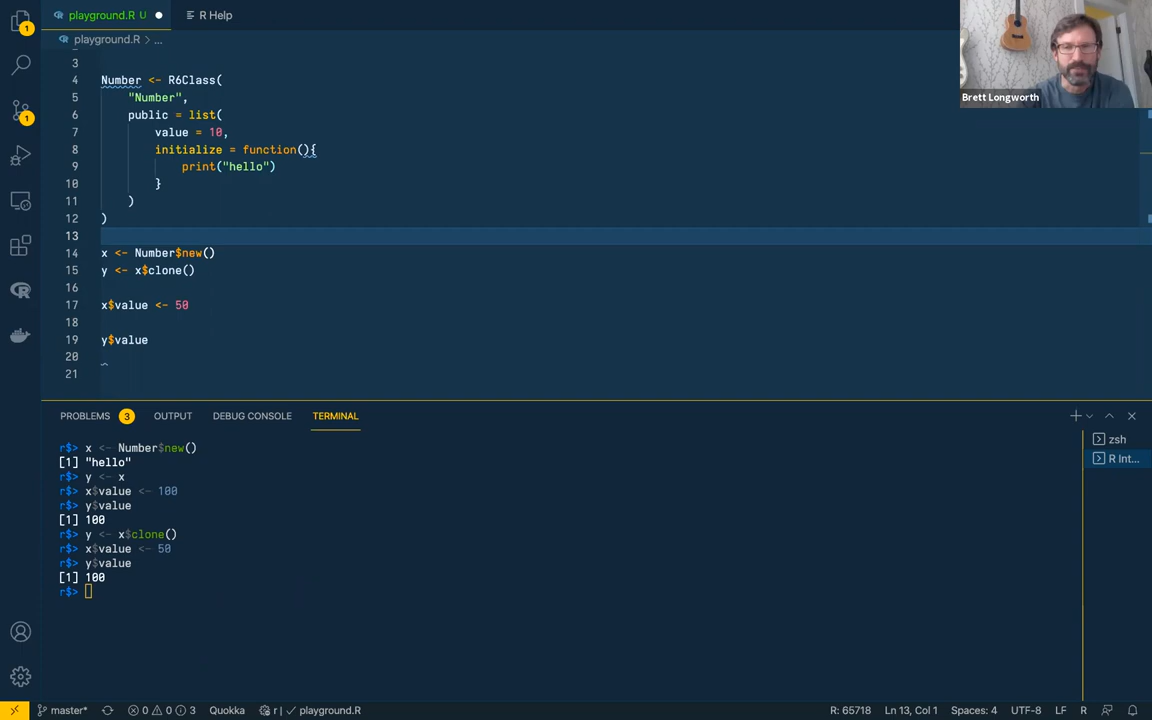 playground.R U
R Help
playground.R > ...
1
3
4 Number <- R6Class(
5 "Number",
6 public = list(
7 value = 10,
8 initialize = function(){
9 print("hello")
10 }
11 )
12 )
13
14 x <- Number$new()
15 y <- x$clone()
16
17 x$value <- 50
18
19 y$value
20
21
1
Brett Longworth
PROBLEMS 3 OUTPUT DEBUG CONSOLE TERMINAL
r$> x <- Number$new()
[1] "hello"
r$> y <- x
r$> x$value <- 100
r$> y$value
[1] 100
r$> y <- x$clone()
r$> x$value <- 50
r$> y$value
[1] 100
r$>
zsh
R Int...
master* 0 0 3 Quokka r | playground.R R: 65718 Ln 13, Col 1 Spaces: 4 UTF-8 LF R